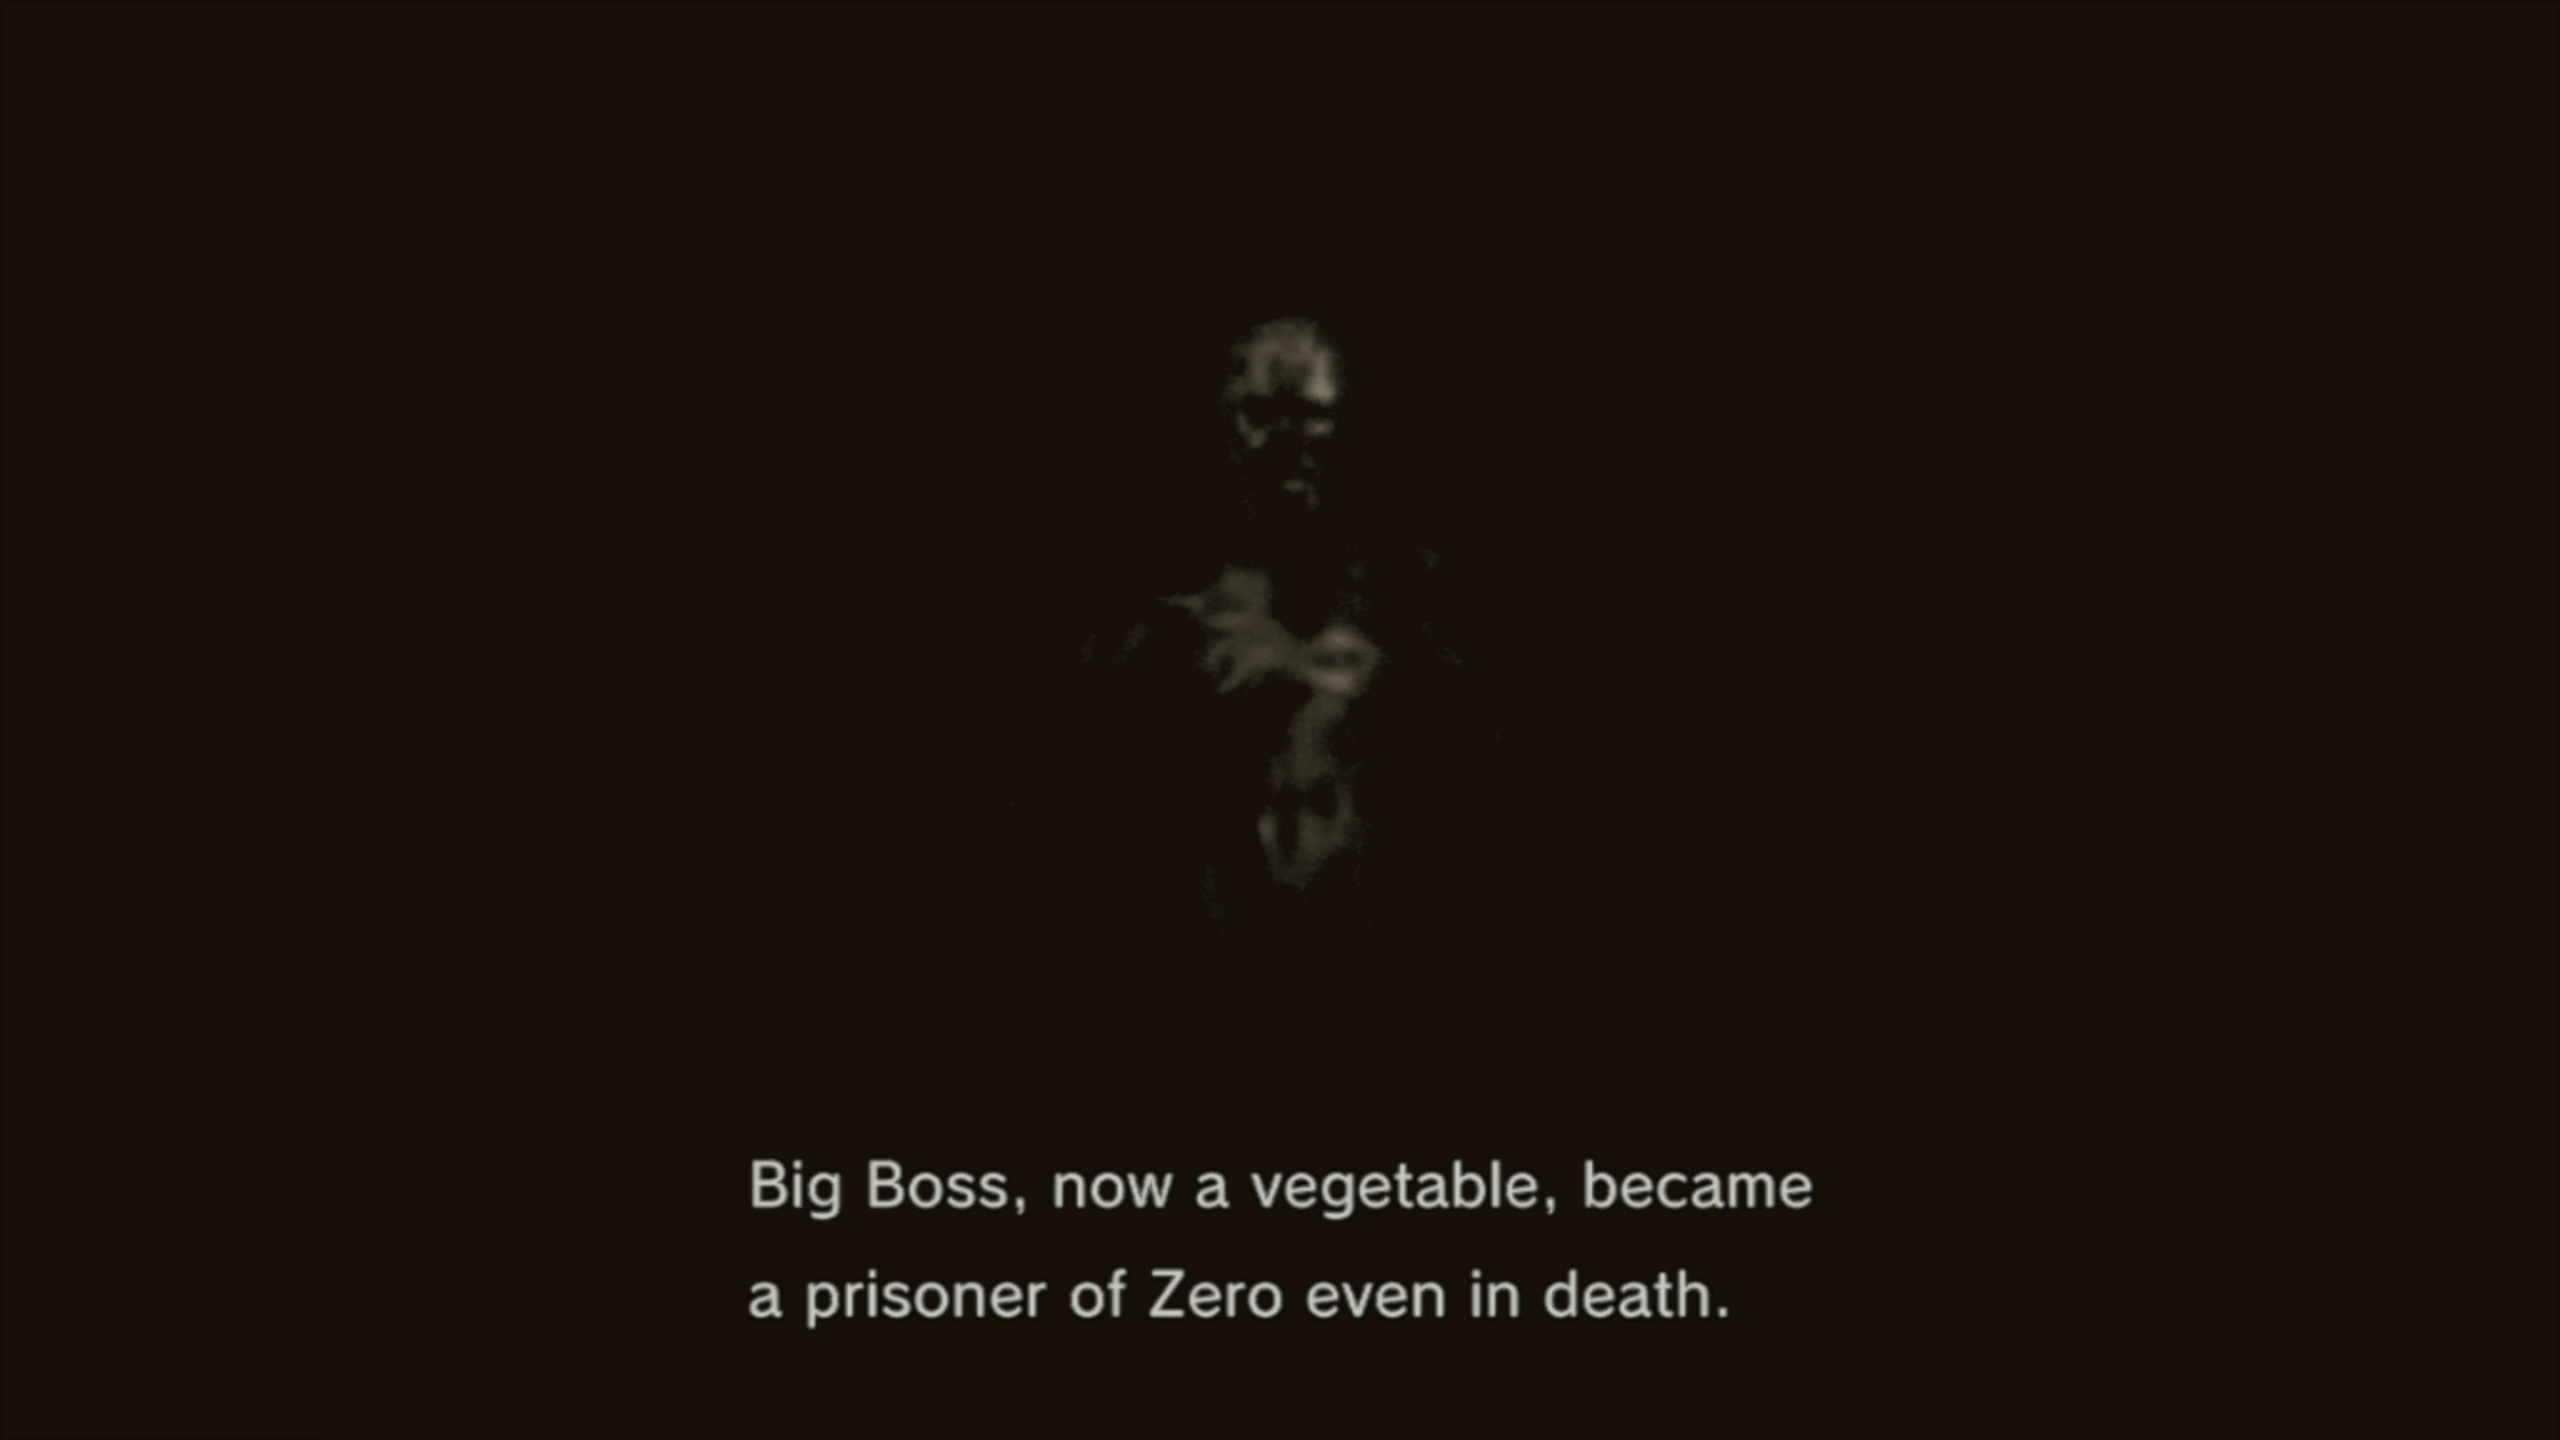 Big Boss, now a vegetable, became
a prisoner of Zero even in death.